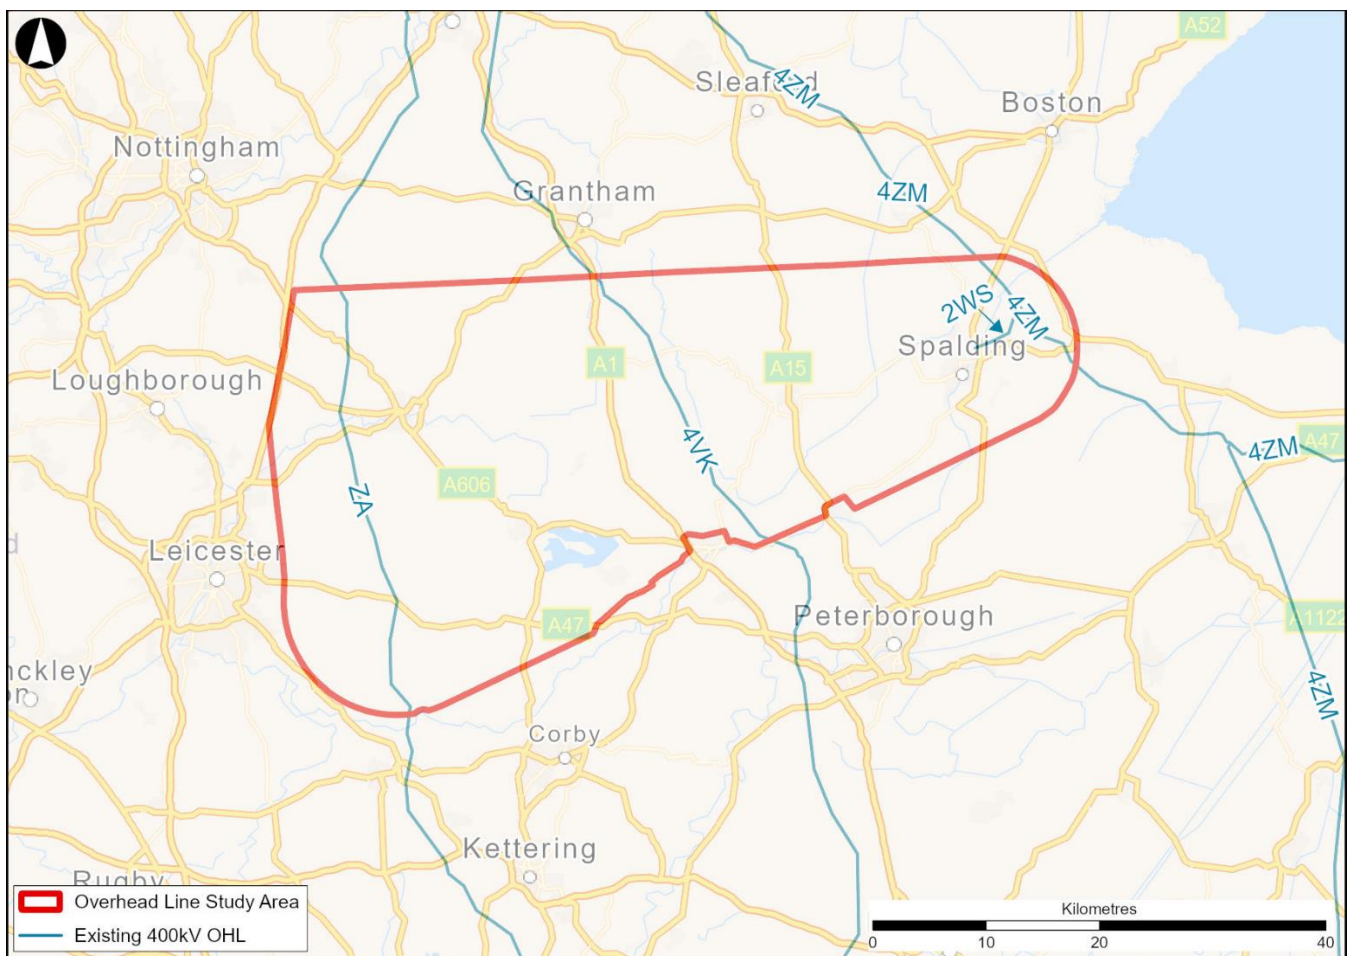 A52
Sleaford
4ZM
Boston
Nottingham
Grantham
4ZM
2WS
4ZM
Spalding
A1
A15
Loughborough
4VK
A47
4ZM
A606
ZA
Leicester
A47
Peterborough
A1122
nckley
on
4ZM
Corby
Kettering
Rugby
Overhead Line Study Area
Existing 400kV OHL
Kilometres
0 10 20 40